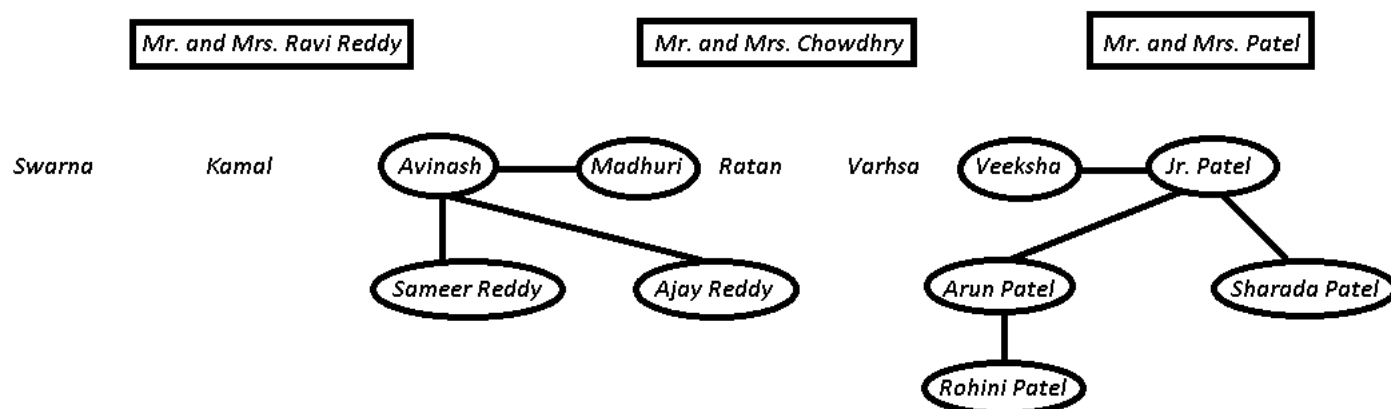 Mr. and Mrs. Ravi Reddy Mr. and Mrs. Chowdhry Mr. and Mrs. Patel
Swarna Kamal Avinash Madhuri Ratan Varhsa Veeksha Jr. Patel
Sameer Reddy Ajay Reddy Arun Patel Sharada Patel
Rohini Patel